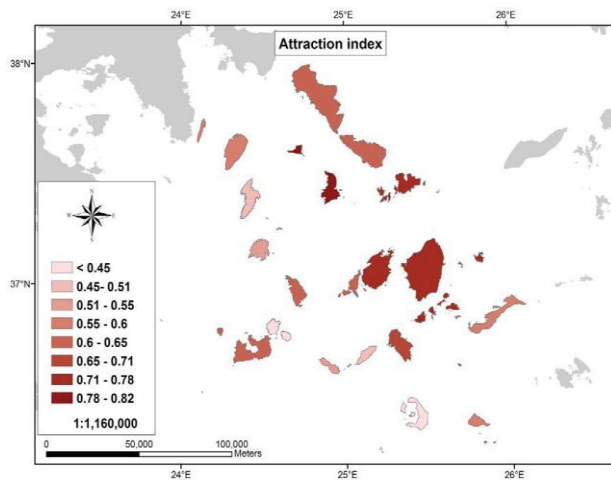 24°E 25°E 26°E
Attraction index
38°N
N
< 0.45
0.45- 0.51
0.51 - 0.55
0.55 - 0.6
0.6 - 0.65
0.65 - 0.71
0.71 - 0.78
0.78 - 0.82
37°N
1:1,160,000
0 50,000 100,000
Meters
24°E 25°E 26°E